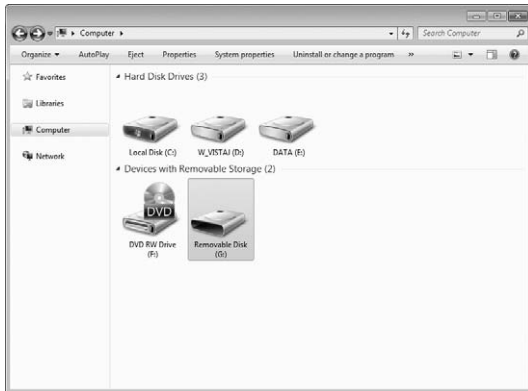 Computer
Search Computer
Organize
AutoPlay
Eject
Properties
System properties
Uninstall or change a program
»
Favorites
Libraries
Computer
Network
Hard Disk Drives (3)
Local Disk (C:)
W_VISTAJ (D:)
DATA (E:)
Devices with Removable Storage (2)
DVD
DVD RW Drive
(F:)
Removable Disk
(G:)